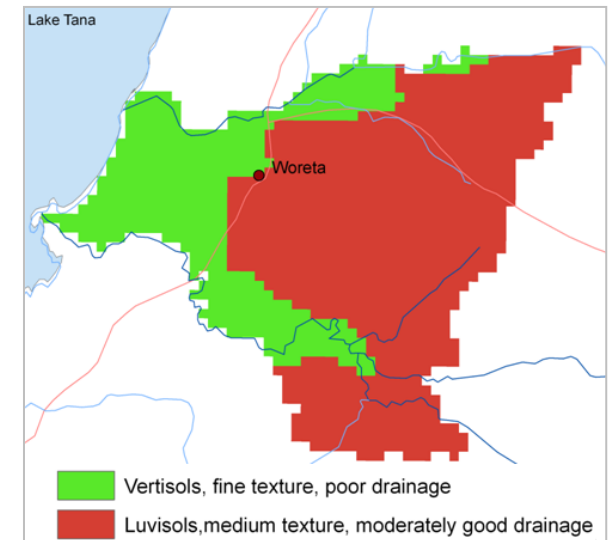 Lake Tana
Woreta
Vertisols, fine texture, poor drainage
Luvisols,medium texture, moderately good drainage